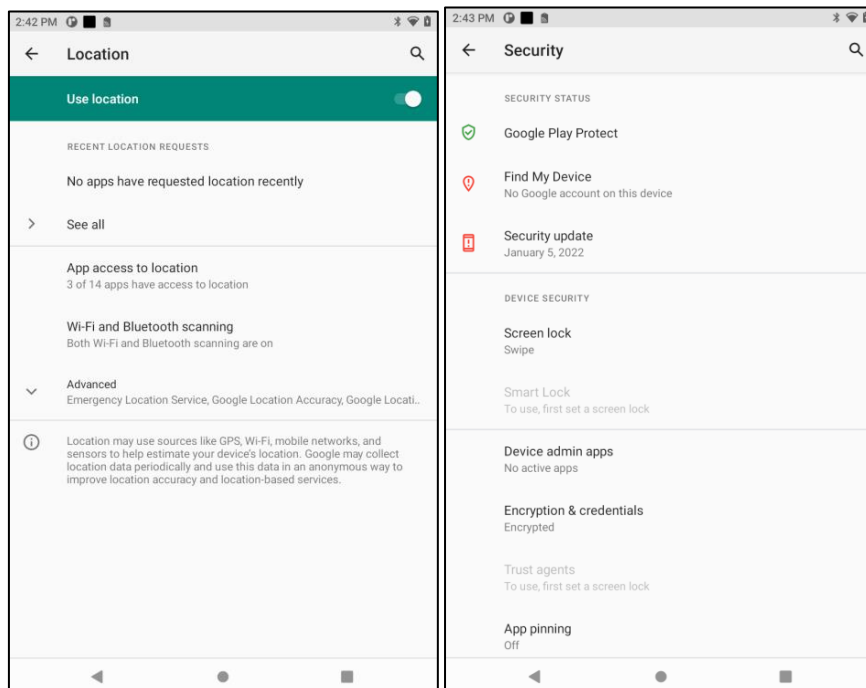 2:42 PM
Location
Use location
RECENT LOCATION REQUESTS
No apps have requested location recently
See all
App access to location
3 of 14 apps have access to location
Wi-Fi and Bluetooth scanning
Both Wi-Fi and Bluetooth scanning are on
Advanced
Emergency Location Service, Google Location Accuracy, Google Locati..
Location may use sources like GPS, Wi-Fi, mobile networks, and
sensors to help estimate your device's location. Google may collect
location data periodically and use this data in an anonymous way to
improve location accuracy and location-based services.
2:43 PM
Security
SECURITY STATUS
Google Play Protect
Find My Device
No Google account on this device
Security update
January 5, 2022
DEVICE SECURITY
Screen lock
Swipe
Smart Lock
To use, first set a screen lock
Device admin apps
No active apps
Encryption & credentials
Encrypted
Trust agents
To use, first set a screen lock
App pinning
Off